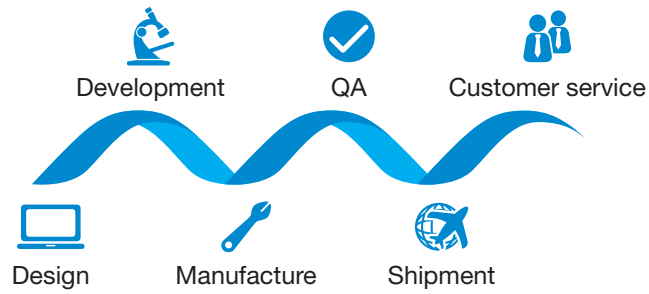 Development
QA
Customer service
Design
Manufacture
Shipment